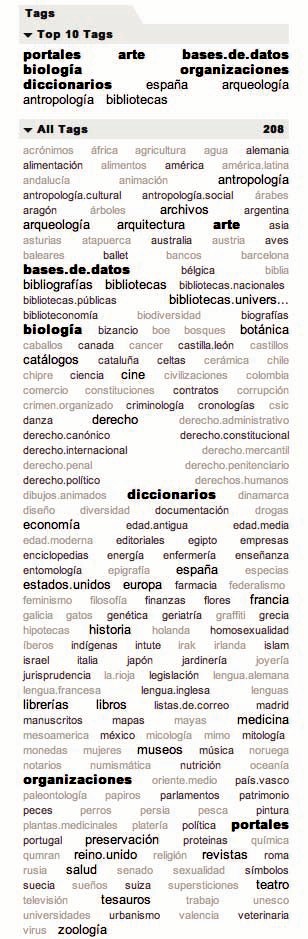 Tags
Top 10 Tags
portales arte bases.de.datos
biología organizaciones
diccionarios españa arqueología
antropología bibliotecas
All Tags 208
acrónimos áfrica agricultura agua alemania
alimentación alimentos américa américa.latina
andalucía animación antropología
antropología.cultural antropología.social árabes
aragón árboles archivos argentina
arqueología arquitectura arte asia
asturias atapuerca australia austria aves
baleares ballet bancos barcelona
bases.de.datos bélgica biblia
bibliografías bibliotecas bibliotecas.nacionales
bibliotecas.públicas bibliotecas.univers...
biblioteconomía biodiversidad biografías
biología bizancio boe bosques botánica
caballos canada cancer castilla.león castillos
catálogos cataluña celtas cerámica chile
chipre ciencia cine civilizaciones colombia
comercio constituciones contratos corrupción
crimen.organizado criminología cronologías csic
danza derecho derecho.administrativo
derecho.canónico derecho.constitucional
derecho.internacional derecho.mercantil
derecho.penal derecho.penitenciario
derecho.político derechos.humanos
dibujos.animados diccionarios dinamarca
diseño diversidad documentación drogas
economía edad.antigua edad.media
edad.moderna editoriales egipto empresas
enciclopedias energía enfermería enseñanza
entomología epigrafía españa especias
estados.unidos europa farmacia federalismo
feminismo filosofía finanzas flores francia
galicia gatos genética geriatría graffiti grecia
hipotecas historia holanda homosexualidad
íberos indígenas intute irak irlanda islam
israel italia japón jardinería joyería
jurisprudencia la.rioja legislación lengua.alemana
lengua.francesa lengua.inglesa lenguas
librerías libros listas.de.correo madrid
manuscritos mapas mayas medicina
mesoamerica méxico micología mimo mitología
monedas mujeres museos música noruega
notarios numismática nutrición oceanía
organizaciones oriente.medio país.vasco
paleontología papiros parlamentos patrimonio
peces perros persia pesca pintura
plantas.medicinales platería política portales
portugal preservación proteinas química
qumran reino.unido religión revistas roma
rusia salud senado sexualidad símbolos
suecia sueños suiza supersticiones teatro
televisión tesauros trabajo unesco
universidades urbanismo valencia veterinaria
virus zoología